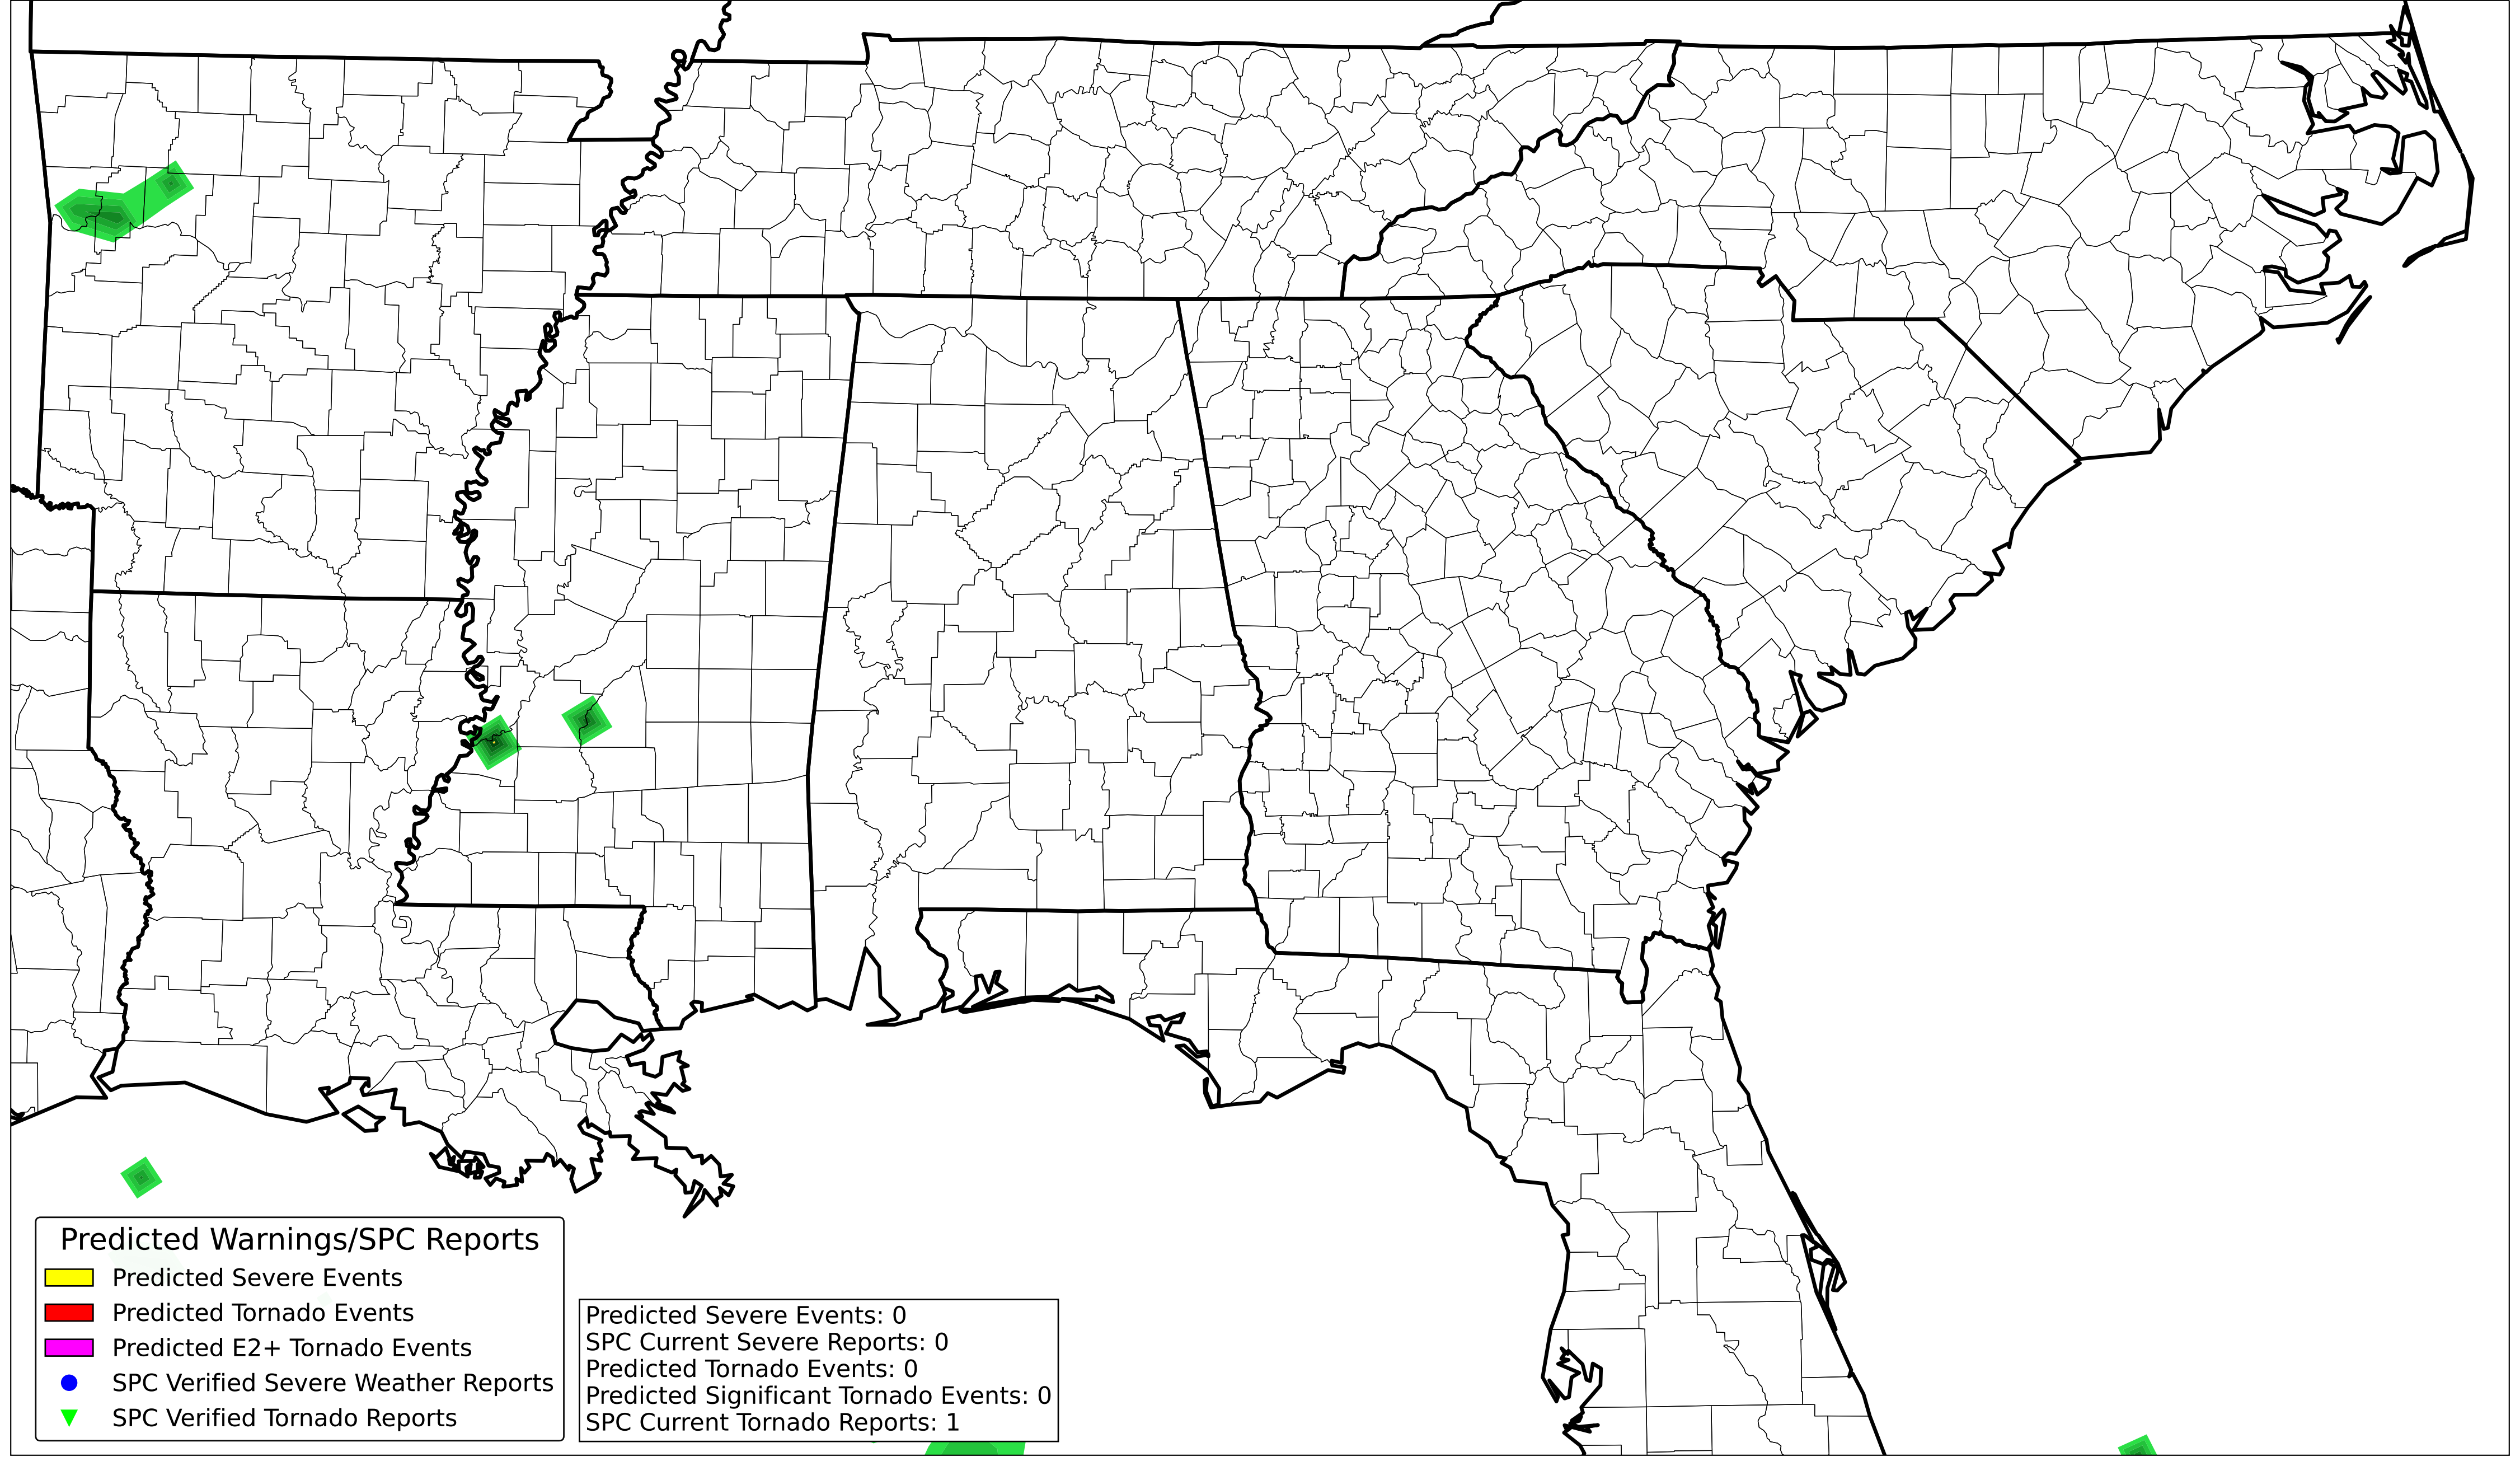 Predicted Warnings/SPC Reports
Predicted Severe Events
Predicted Tornado Events
Predicted E2+ Tornado Events
SPC Verified Severe Weather Reports
SPC Verified Tornado Reports
Predicted Severe Events: 0
SPC Current Severe Reports: 0
Predicted Tornado Events: 0
Predicted Significant Tornado Events: 0
SPC Current Tornado Reports: 1